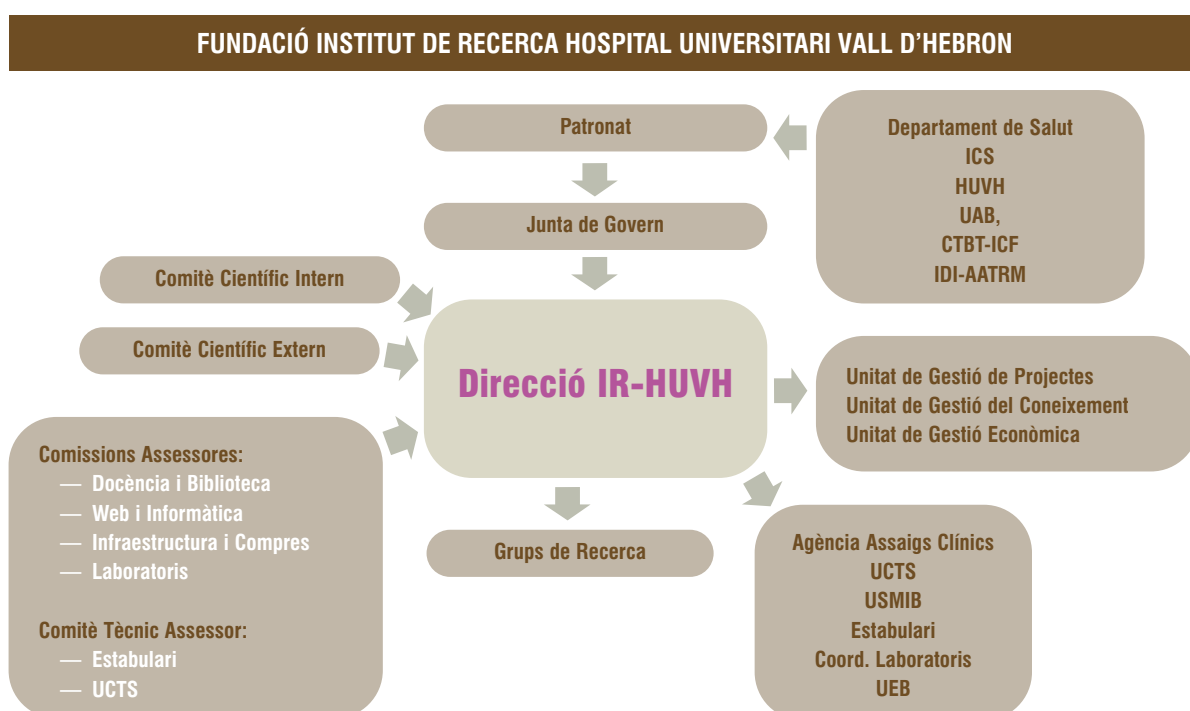 FUNDACIÓ INSTITUT DE RECERCA HOSPITAL UNIVERSITARI VALL D’HEBRON
Patronat
Departament de Salut
ICS
HUVH
UAB,
CTBT-ICF
IDI-AATRM
Junta de Govern
Comitè Científic Intern
Comitè Científic Extern
Direcció IR-HUVH
Unitat de Gestió de Projectes
Unitat de Gestió del Coneixement
Unitat de Gestió Econòmica
Comissions Assessores:
— Docència i Biblioteca
— Web i Informàtica
— Infraestructura i Compres
— Laboratoris
Comitè Tècnic Assessor:
— Estabulari
— UCTS
Grups de Recerca
Agència Assaigs Clínics
UCTS
USMIB
Estabulari
Coord. Laboratoris
UEB